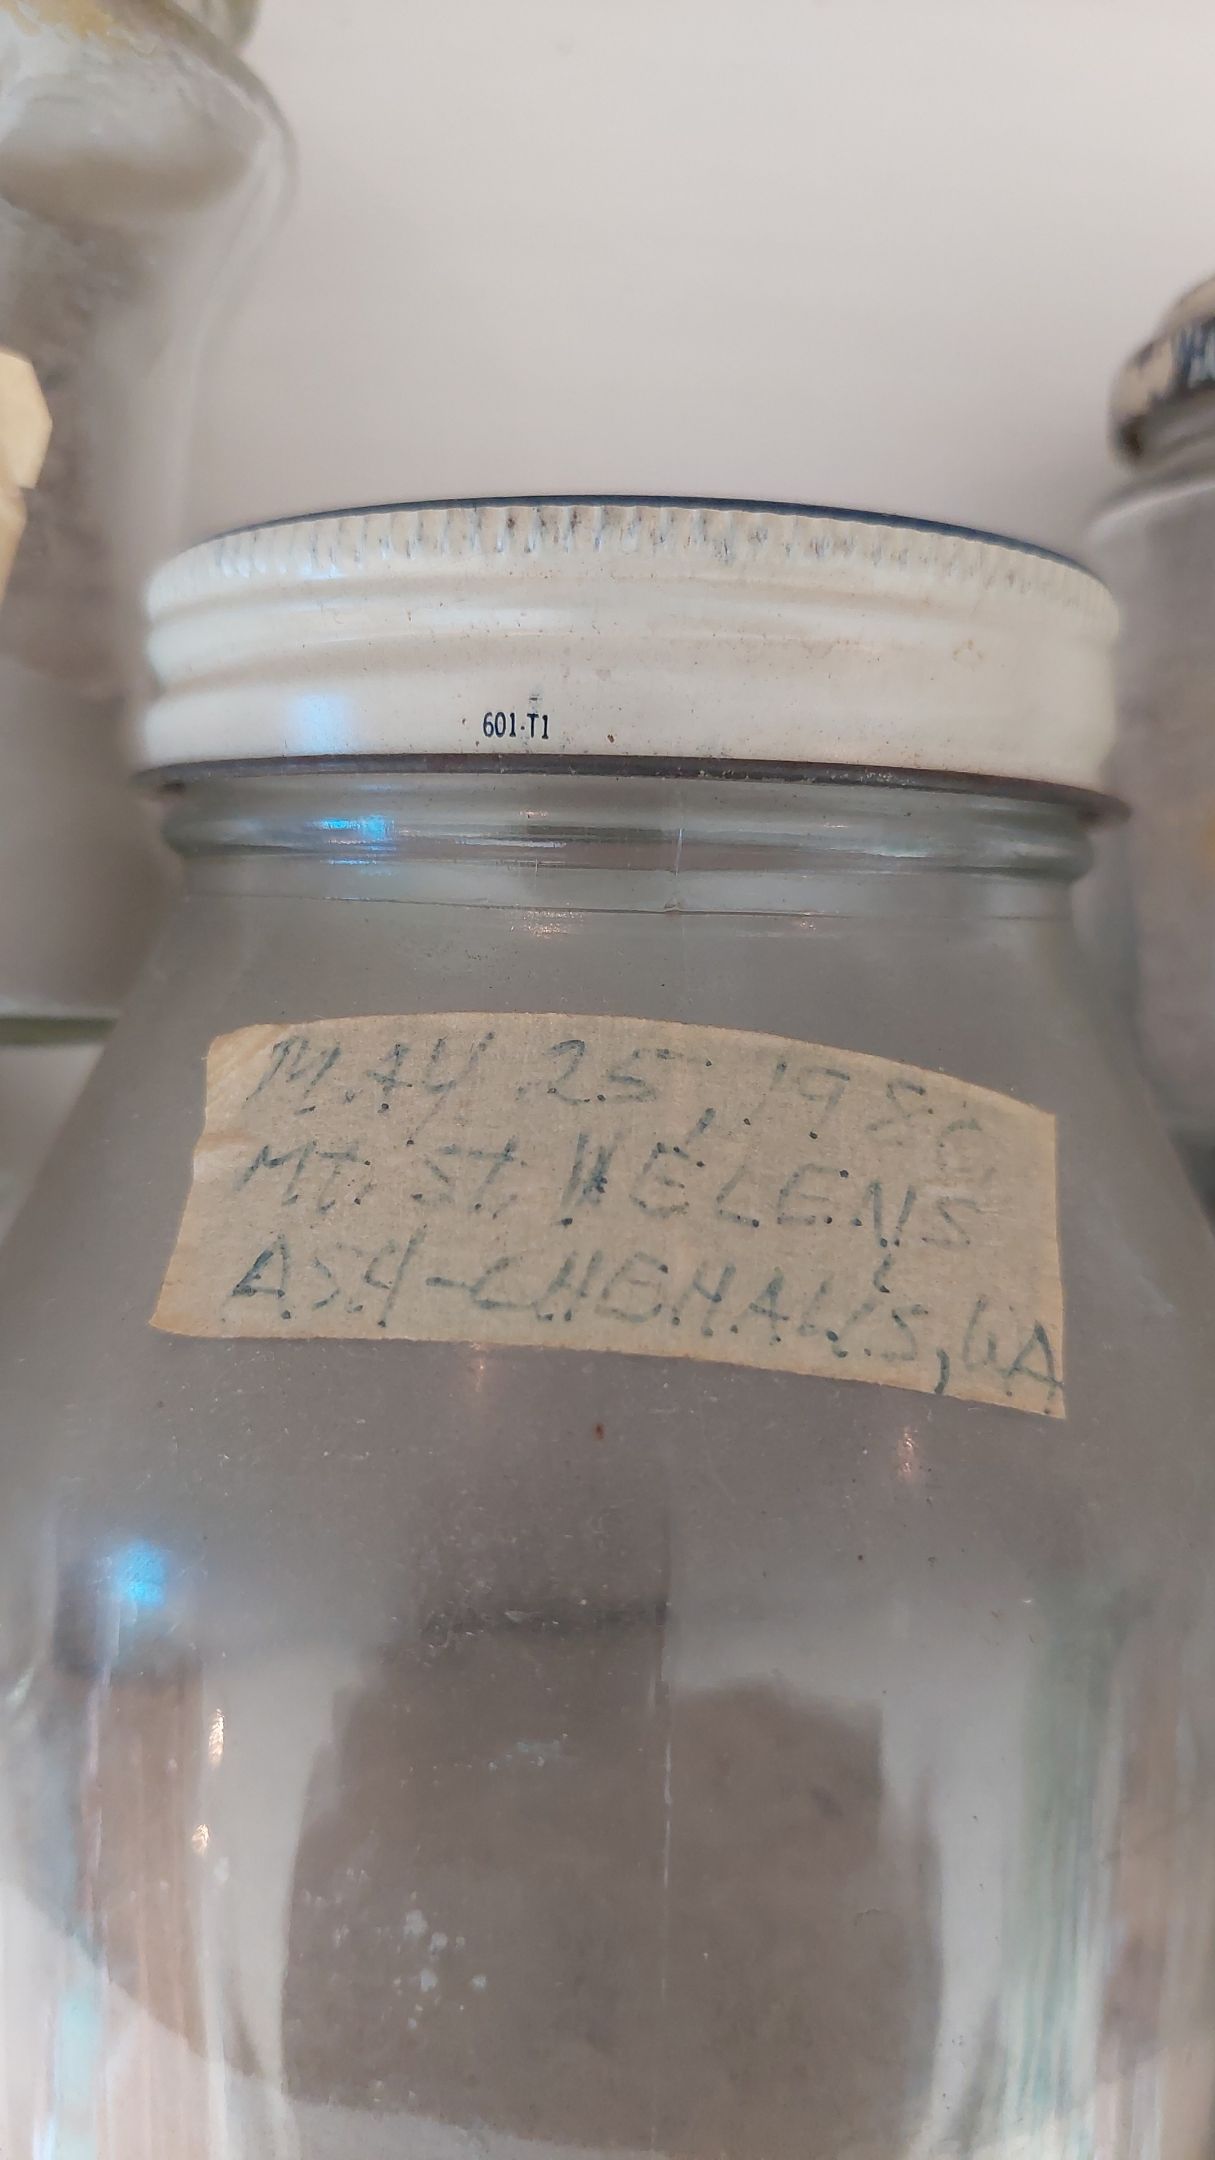 601-T1
MAY 25, 1980
MT. ST. HELENS
ASH-CHEHALIS, WA